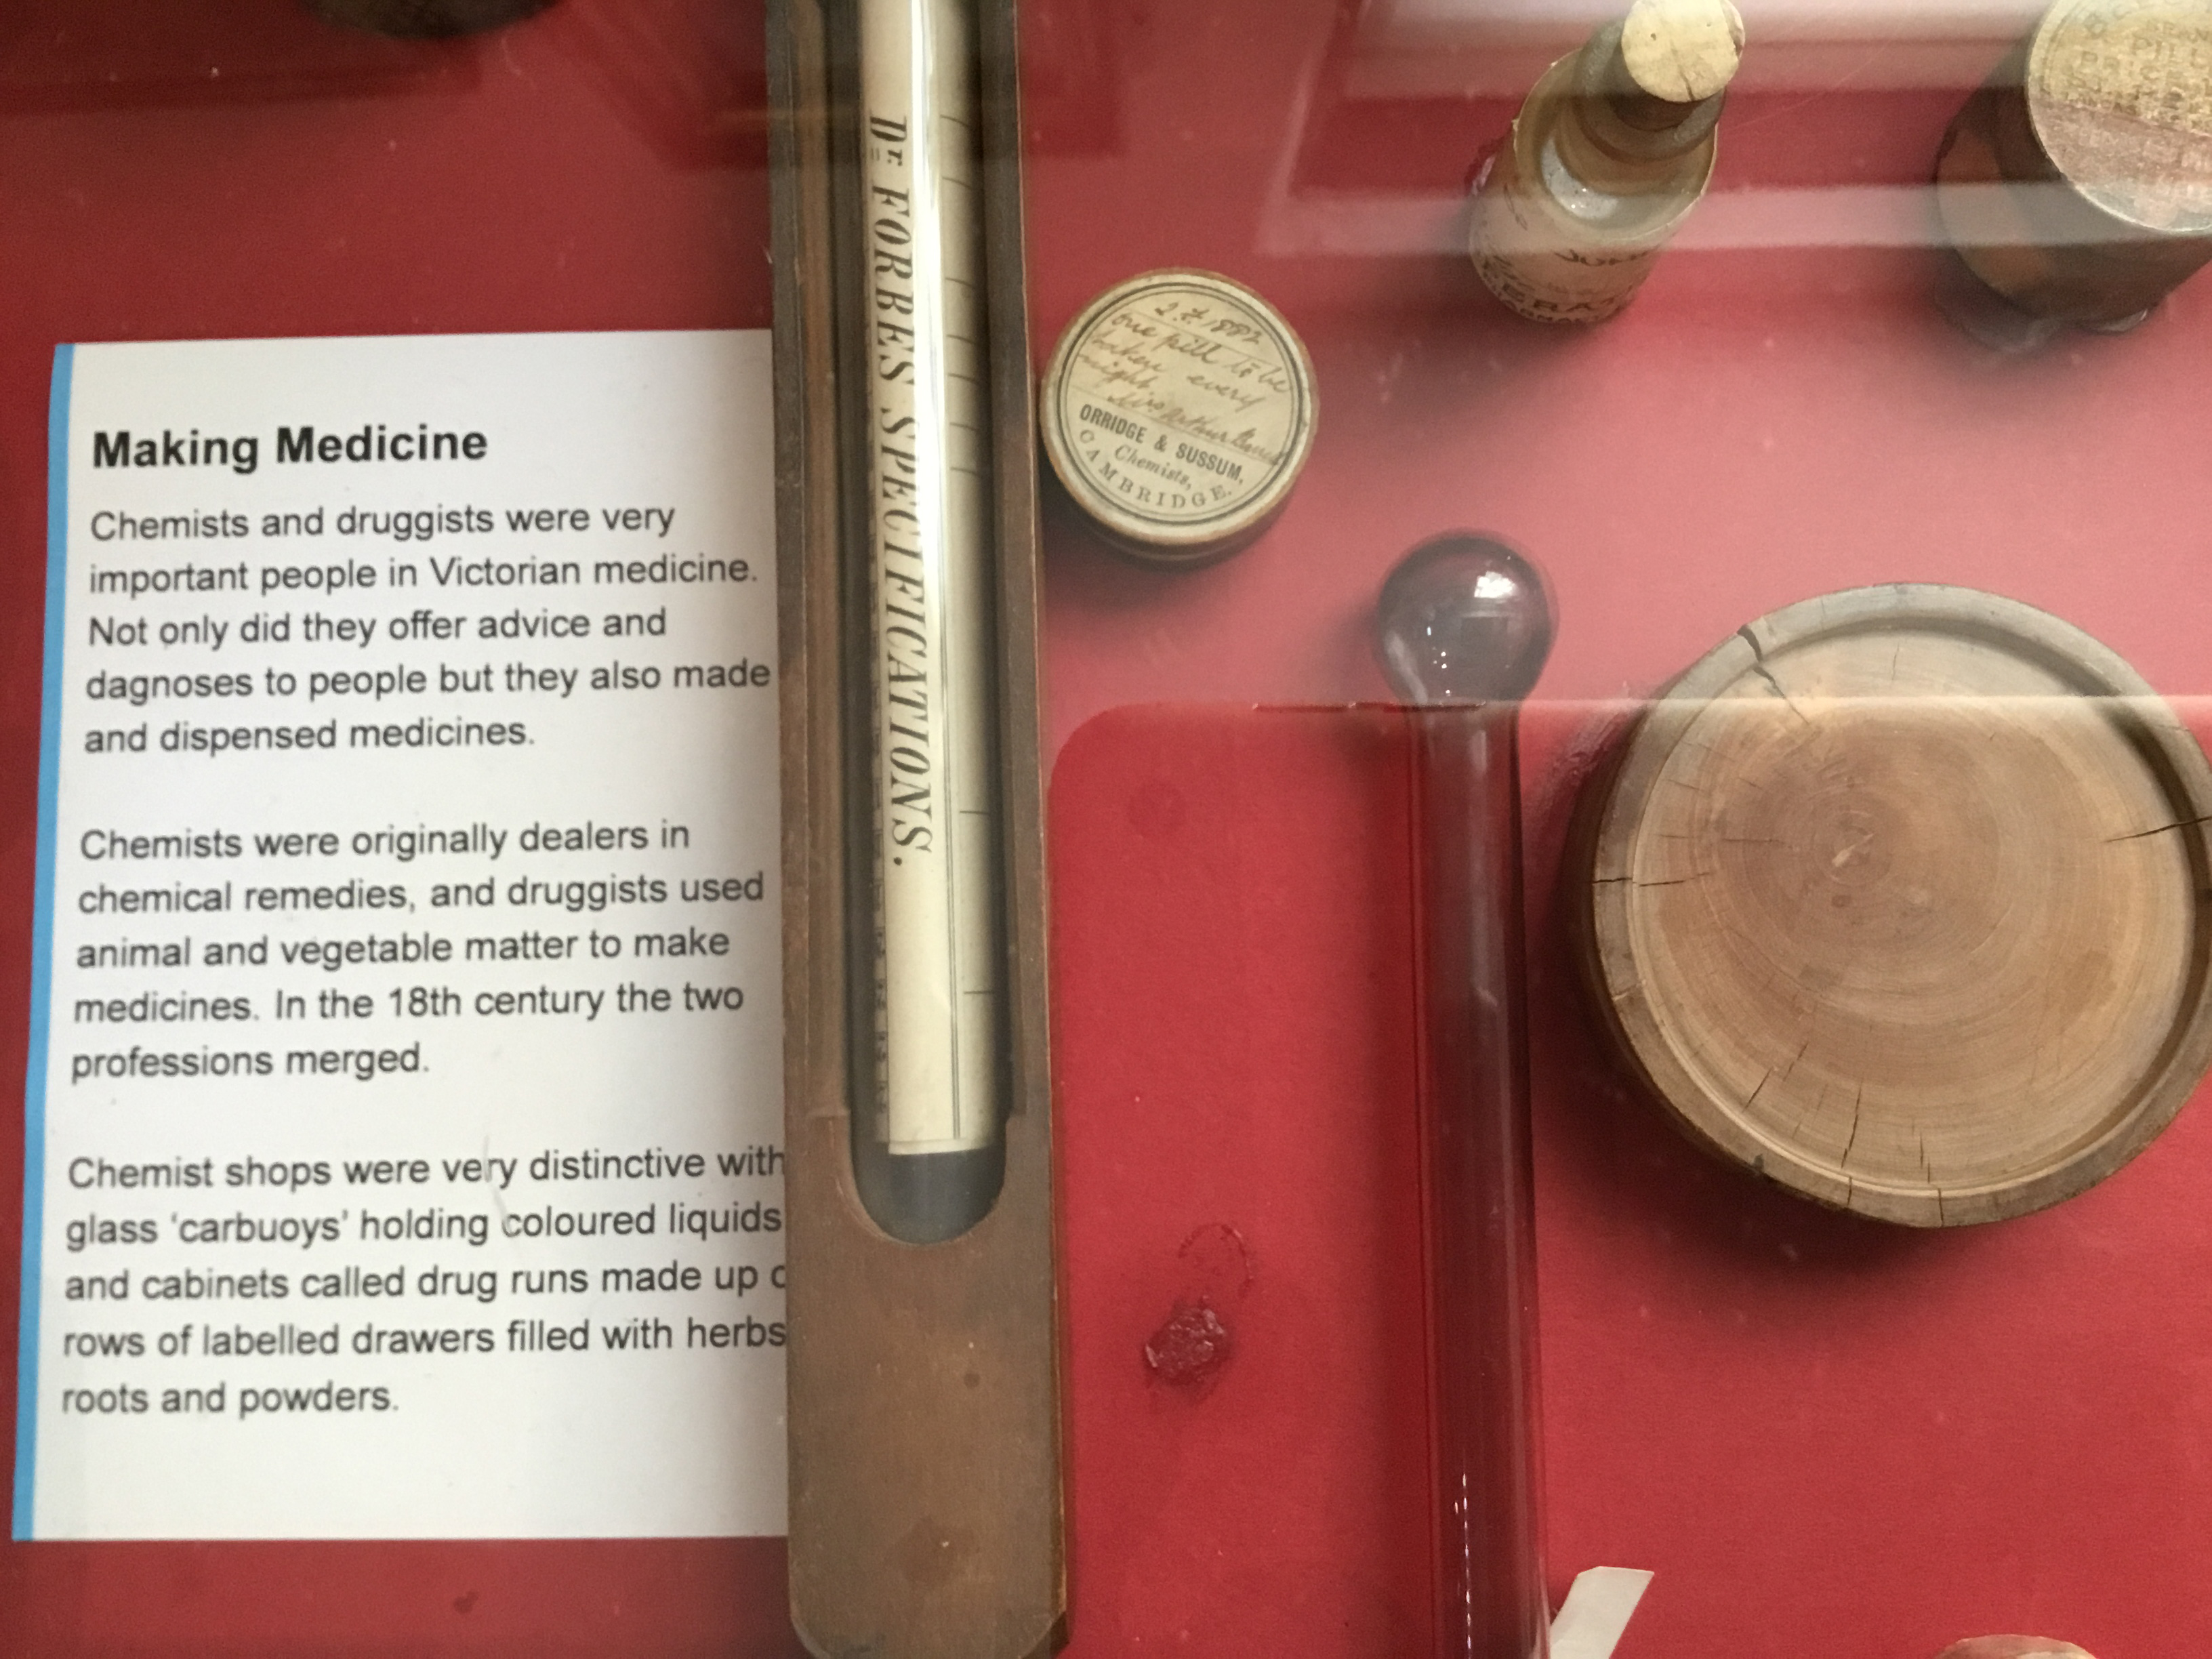 Making Medicine
Chemists and druggists were very
important people in Victorian medicine.
Not only did they offer advice and
dagnoses to people but they also made
and dispensed medicines.
Chemists were originally dealers in
chemical remedies, and druggists used
animal and vegetable matter to make
medicines. In the 18th century the two
professions merged.
Chemist shops were very distinctive with
glass ‘carbuoys’ holding coloured liquids
and cabinets called drug runs made up
rows of labelled drawers filled with herbs
roots and powders.
Dr FORBES SPECIFICATIONS.
1882
One pill to be
taken every
night
Arthur
ORRIDGE & SUSSUM,
Chemists,
CAMBRIDGE.